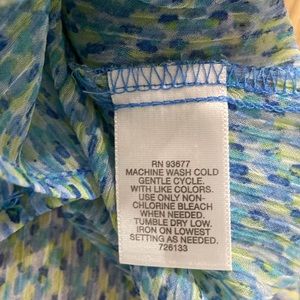 RN 93677
MACHINE WASH COLD
GENTLE CYCLE.
WITH LIKE COLORS.
USE ONLY NON-
CHLORINE BLEACH
WHEN NEEDED.
TUMBLE DRY LOW.
IRON ON LOWEST
SETTING AS NEEDED.
726133